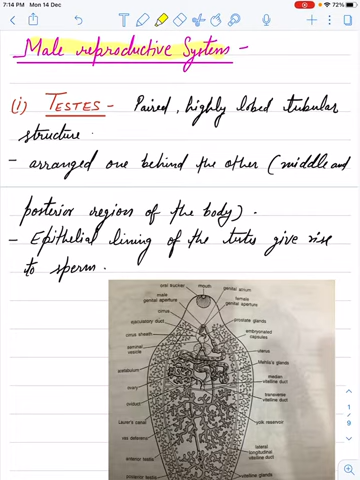 7:14 PM Mon 14 Dec
72%
Male reproductive System -
(i) TESTES - Paired, highly lobed tubular
structure.
- arranged one behind the other (middle and
posterior regions of the body).
- Epithelial lining of the testes give rise
to sperm.
oral sucker
mouth
genital atrium
male
genital aperture
female
genital aperture
cirrus
prostate glands
ejaculatory duct
embryonated
capsules
cirrus sheath
seminal
vesicle
uterus
Mehlis's glands
acetabulum
median
vitelline duct
ovary
transverse
vitelline duct
oviduct
Laurer's canal
yolk reservoir
vas deferens
lateral
longitudinal
vitelline duct
anterior testis
posterior testis
vitelline glands
1
9